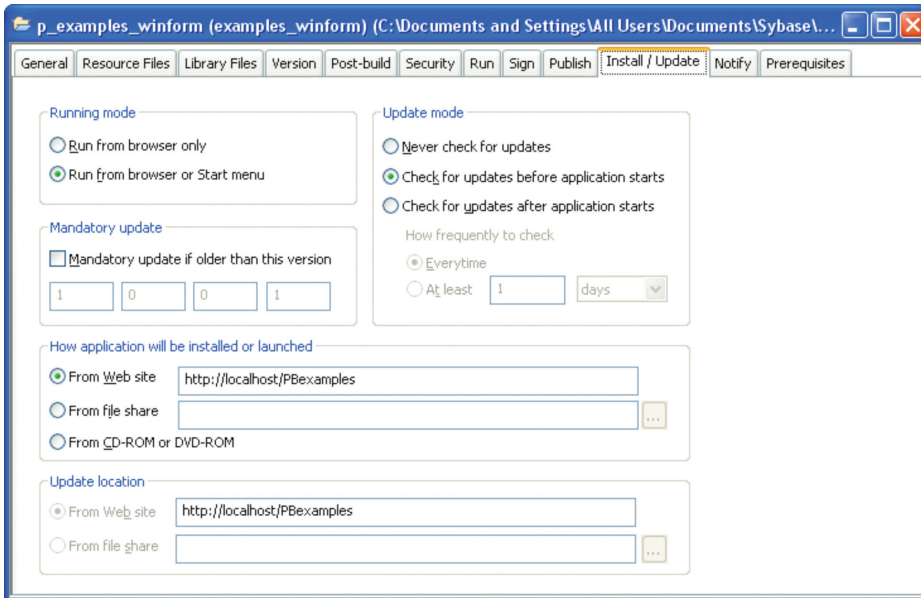 p_examples_winform (examples_winform) (C:\Documents and Settings\All Users\Documents\Sybase\...
General Resource Files Library Files Version Post-build Security Run Sign Publish Install / Update Notify Prerequisites
Running mode
Run from browser only
Run from browser or Start menu
Update mode
Never check for updates
Check for updates before application starts
Check for updates after application starts
How frequently to check
Everytime
At least 1 days
Mandatory update
Mandatory update if older than this version
1 0 0 1
How application will be installed or launched
From Web site http://localhost/PBexamples
From file share ...
From CD-ROM or DVD-ROM
Update location
From Web site http://localhost/PBexamples
From file share ...